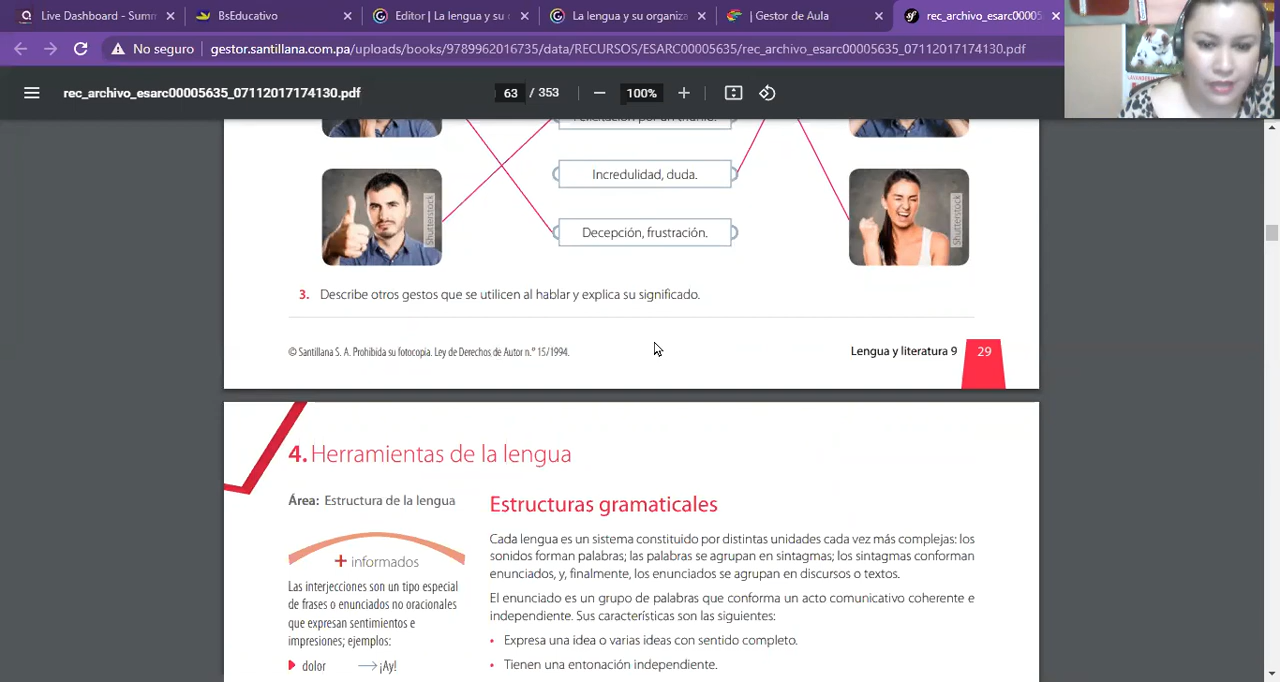 Live Dashboard - Summ
BsEducativo
Editor | La lengua y su o
La lengua y su organiza
| Gestor de Aula
rec_archivo_esarc00005
No seguro
gestor.santillana.com.pa/uploads/books/9789962016735/data/RECURSOS/ESARC00005635/rec_archivo_esarc00005635_07112017174130.pdf
rec_archivo_esarc00005635_07112017174130.pdf
63 / 353
100%
Incredulidad, duda.
Shutterstock
Shutterstock
Decepción, frustración.
3. Describe otros gestos que se utilicen al hablar y explica su significado.
© Santillana S. A. Prohibida su fotocopia. Ley de Derechos de Autor n.° 15/1994.
Lengua y literatura 9
29
4. Herramientas de la lengua
Área: Estructura de la lengua
Estructuras gramaticales
Cada lengua es un sistema constituido por distintas unidades cada vez más complejas: los
sonidos forman palabras; las palabras se agrupan en sintagmas; los sintagmas conforman
enunciados, y, finalmente, los enunciados se agrupan en discursos o textos.
El enunciado es un grupo de palabras que conforma un acto comunicativo coherente e
independiente. Sus características son las siguientes:
• Expresa una idea o varias ideas con sentido completo.
• Tienen una entonación independiente.
+ informados
Las interjecciones son un tipo especial
de frases o enunciados no oracionales
que expresan sentimientos e
impresiones; ejemplos:
dolor → ¡Ay!